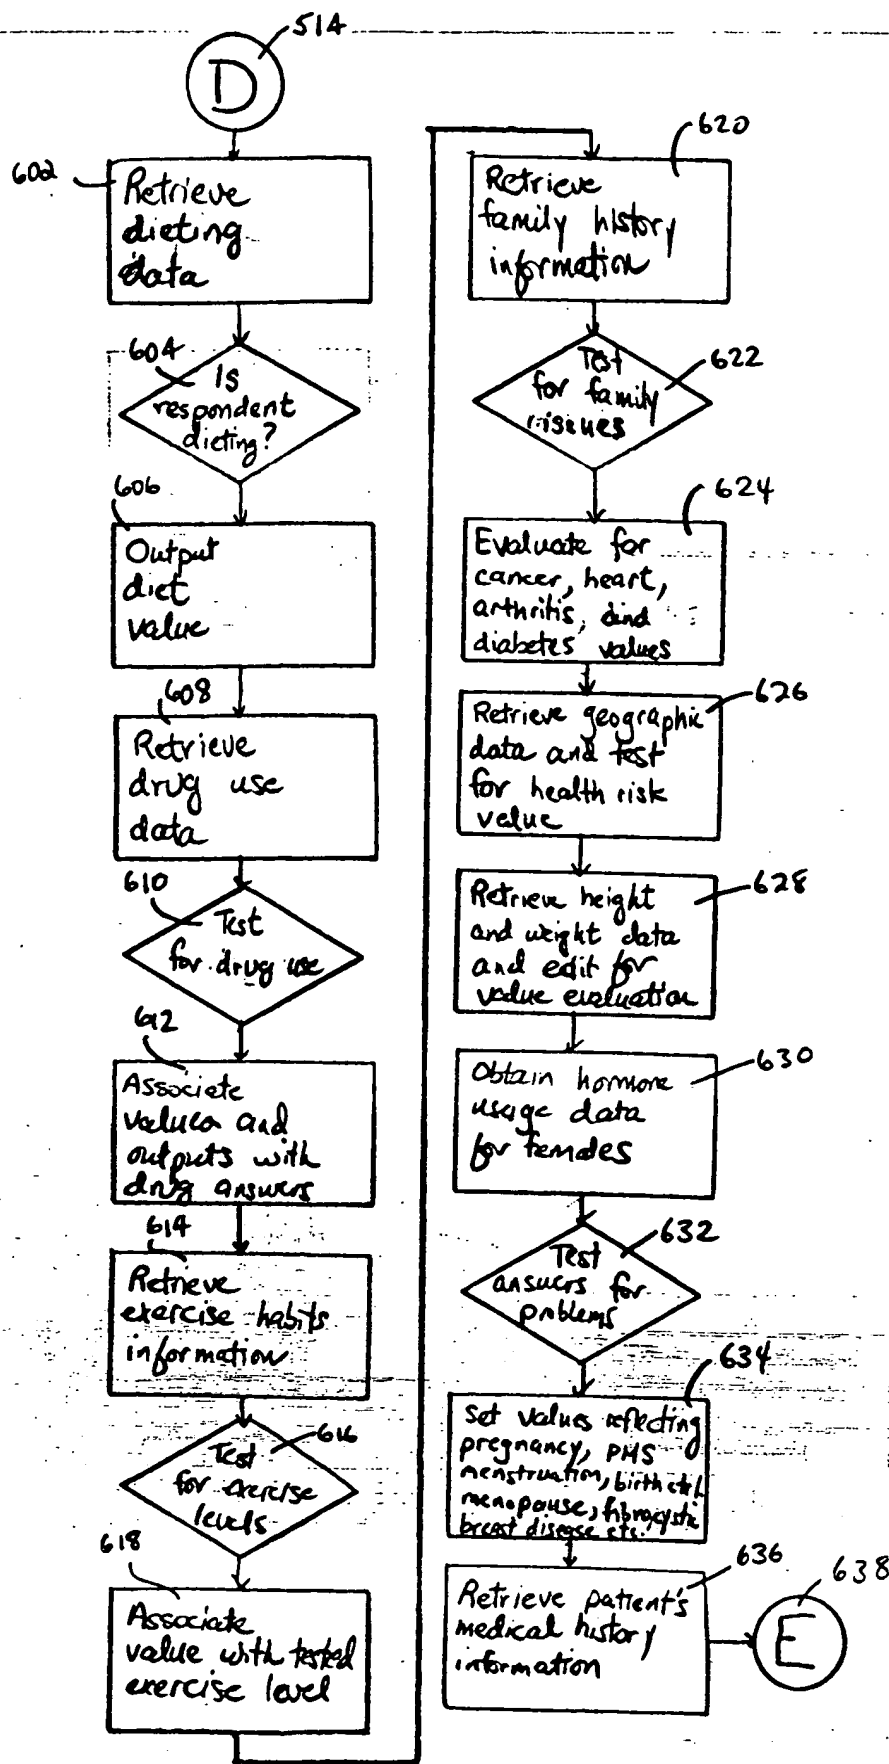 514
D
602
Retrieve
dieting
data
604
Is
respondent
dieting?
606
Output
diet
value
608
Retrieve
drug use
data
610
Test
for drug use
612
Associate
values and
outputs with
drug answers
614
Retrieve
exercise habits
information
616
Test
for exercise
levels
618
Associate
value with tested
exercise level
620
Retrieve
family history
information
622
Test
for family
624
Evaluate for
cancer, heart,
arthritis, and
diabetes values
626
Retrieve geographic
data and test
for health risk
value
628
Retrieve height
and weight data
and edit for
value evaluation
630
Obtain hormone
usage data
for females
632
Test
answers for
problems
634
Set values reflecting
pregnancy, PMS
menstruation, birth ctrl
menopause, fibrocystic
breast disease etc.
636
Retrieve patient's
medical history
information
638
E